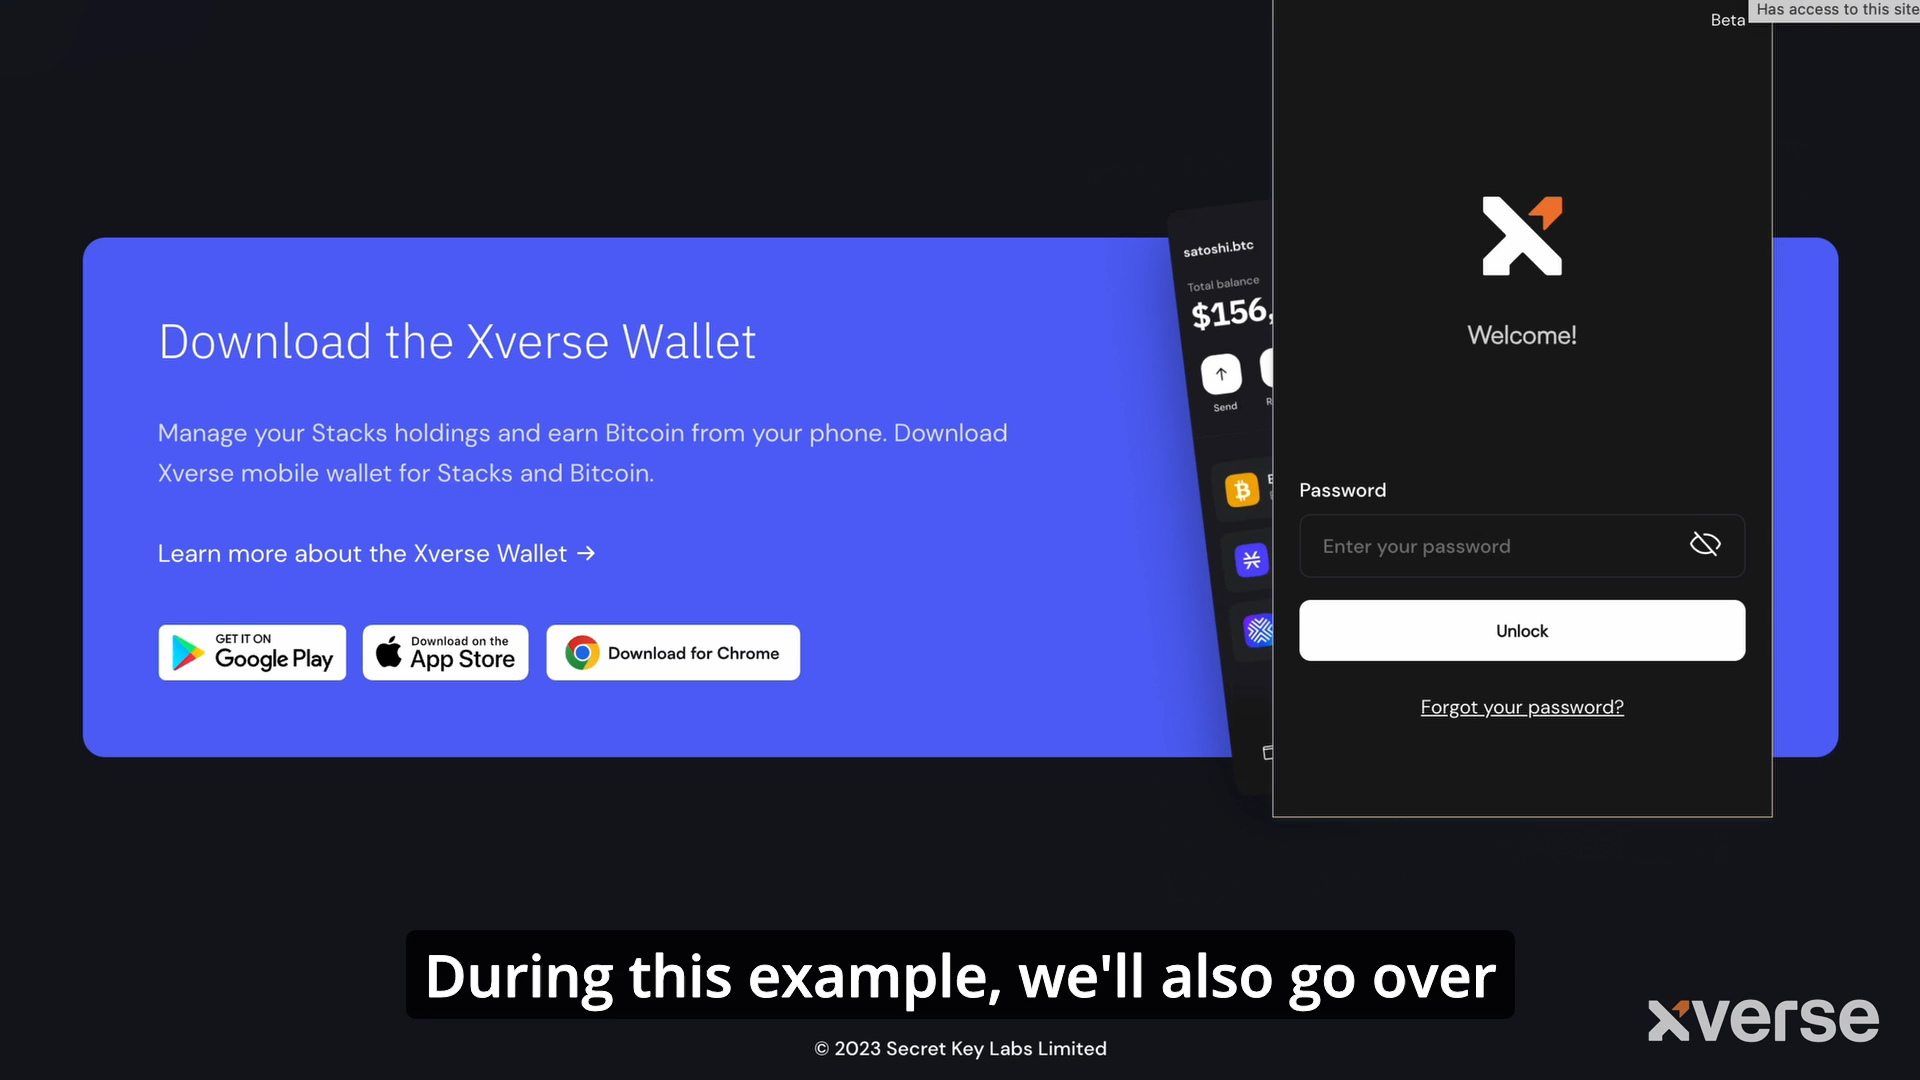 Has access to this site
Beta
satoshi.btc
Total balance
$156,
Send
Welcome!
Download the Xverse Wallet
Manage your Stacks holdings and earn Bitcoin from your phone. Download
Xverse mobile wallet for Stacks and Bitcoin.
Learn more about the Xverse Wallet →
GET IT ON
Google Play
Download on the
App Store
Download for Chrome
Password
Enter your password
Unlock
Forgot your password?
During this example, we'll also go over
xverse
© 2023 Secret Key Labs Limited